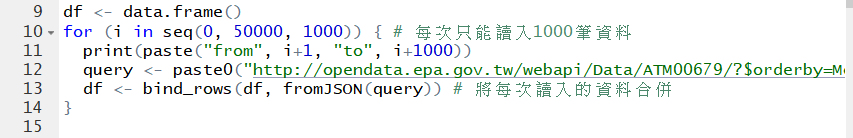 9 df <- data.frame()
10 for (i in seq(0, 50000, 1000)) { # 每次只能讀入1000筆資料
11 print(paste("from", i+1, "to", i+1000))
12 query <- paste0("http://opendata.epa.gov.tw/webapi/Data/ATM00679/?$orderby=Mo
13 df <- bind_rows(df, fromJSON(query)) # 將每次讀入的資料合併
14 }
15